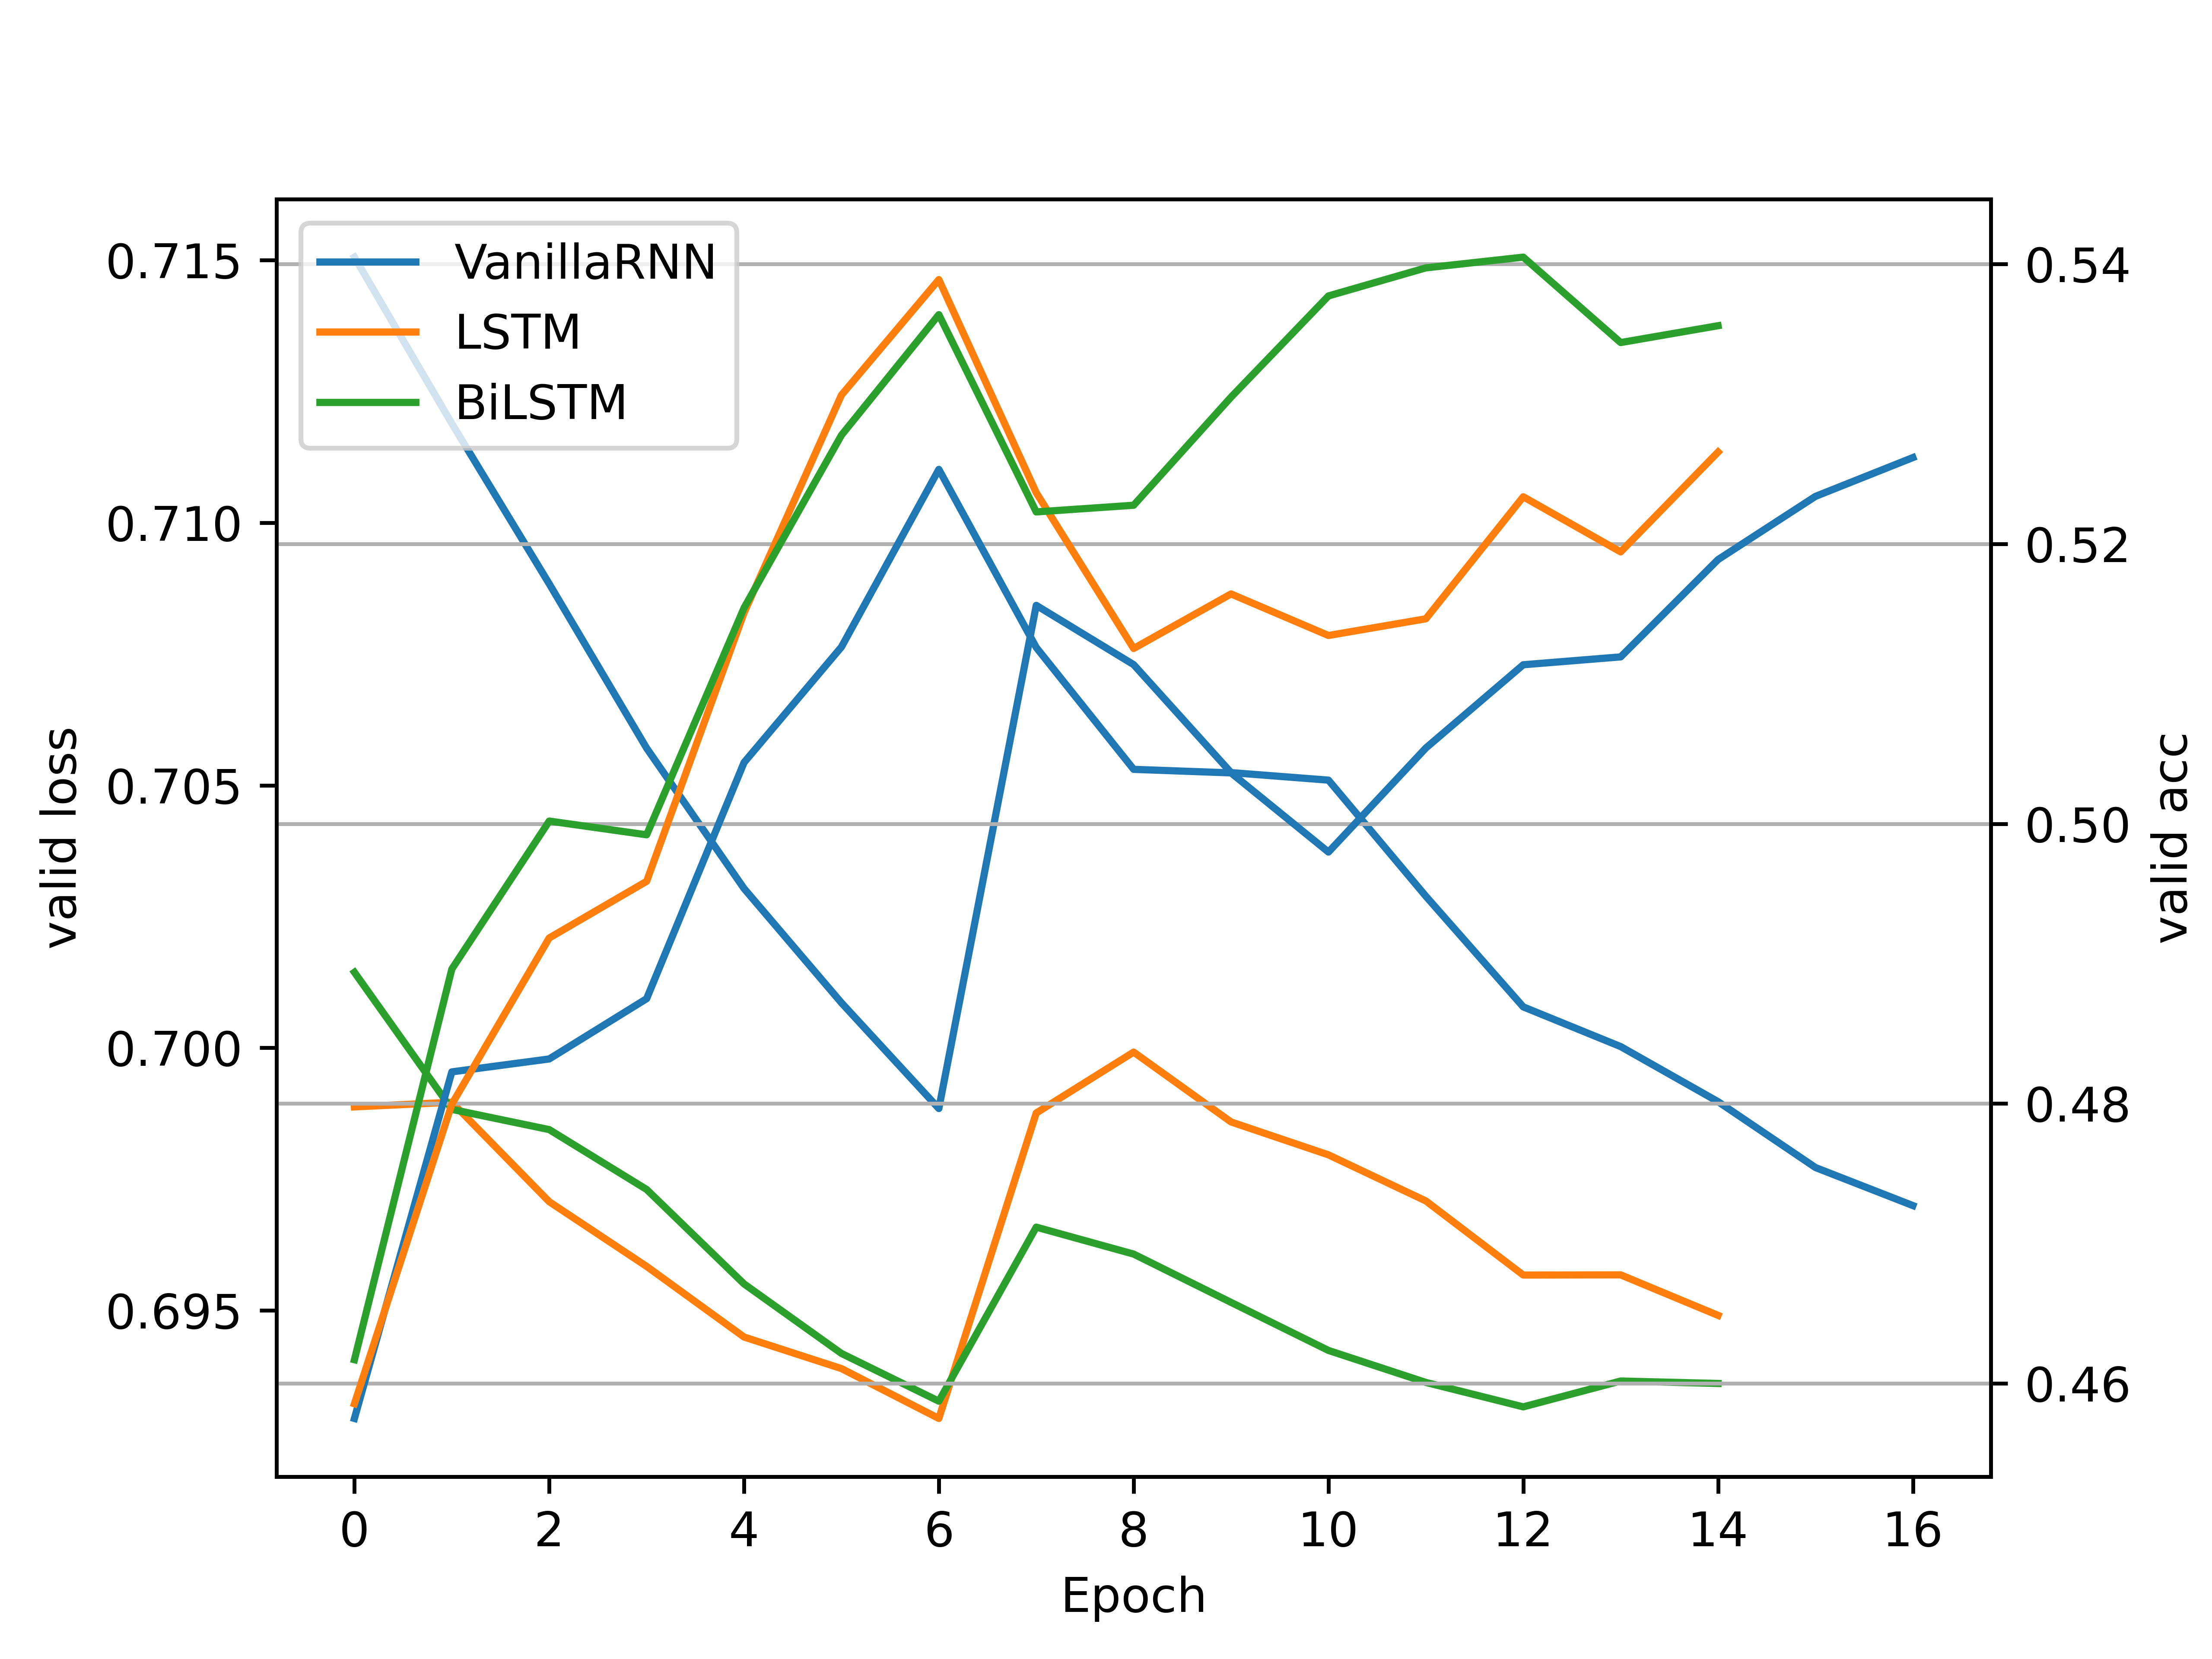 VanillaRNN
LSTM
BiLSTM
valid loss
0.715
0.710
0.705
0.700
0.695
0.54
0.52
0.50
0.48
0.46
valid acc
0 2 4 6 8 10 12 14 16
Epoch